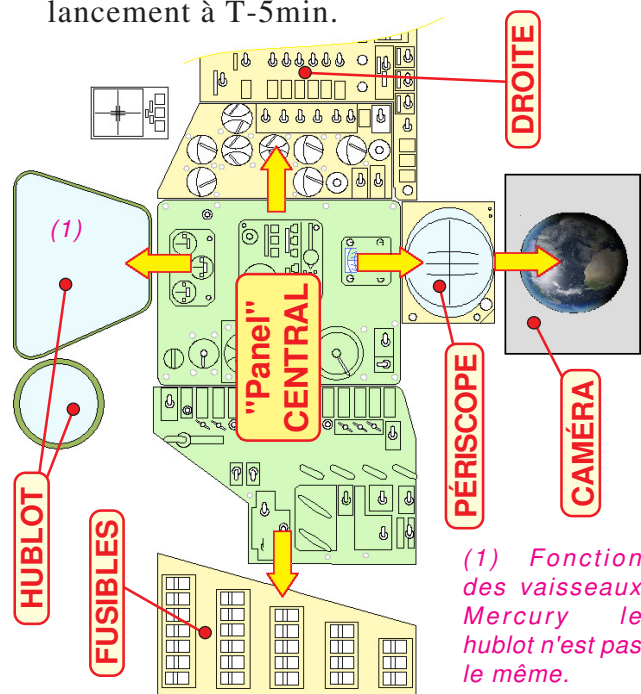 lancement à T-5min.
DROITE
(1)
"Panel"
CENTRAL
PÉRISCOPE
CAMÉRA
HUBLOT
FUSIBLES
(1) Fonction
des vaisseaux
Mercury le
hublot n'est pas
le même.